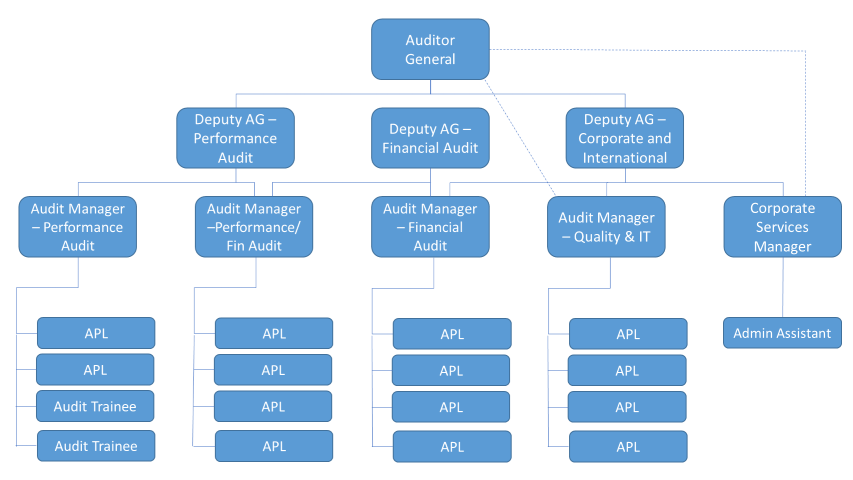 Auditor
General
Deputy AG –
Performance
Audit
Deputy AG –
Financial Audit
Deputy AG –
Corporate and
International
Audit Manager
– Performance
Audit
Audit Manager
–Performance/
Fin Audit
Audit Manager
– Financial
Audit
Audit Manager
– Quality & IT
Corporate
Services
Manager
APL
APL
Audit Trainee
Audit Trainee
APL
APL
APL
APL
APL
APL
APL
APL
APL
APL
APL
APL
Admin Assistant